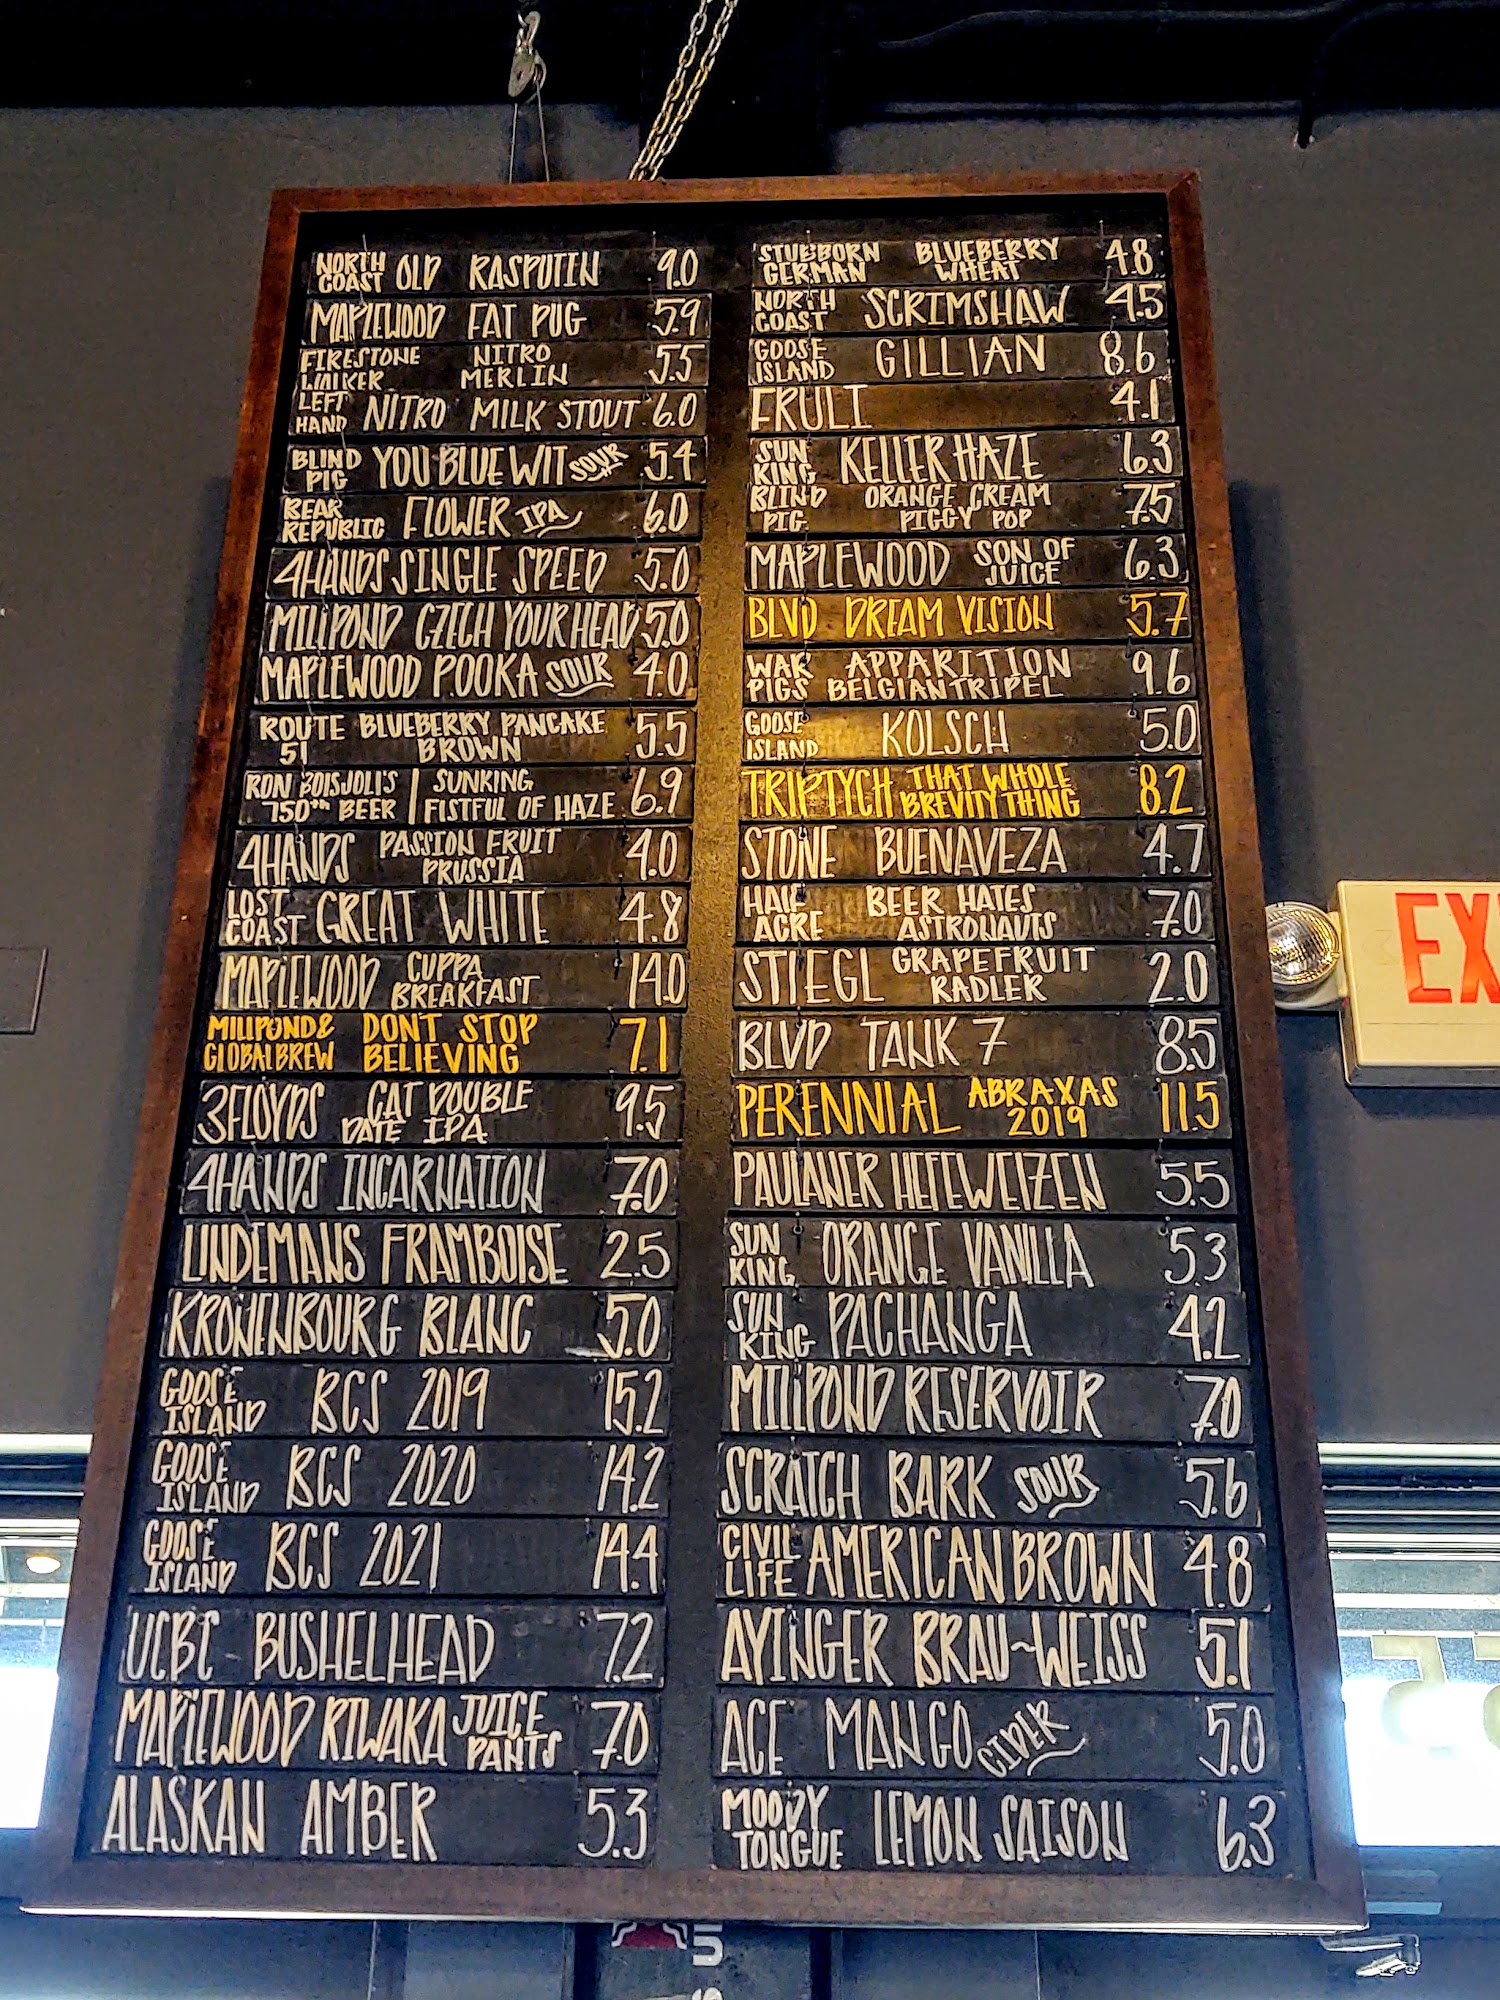 NORTH COAST OLD RASPUTIN 9.0
MAPLEWOOD FAT PUG 5.9
FIRESTONE WALKER NITRO MERLIN 5.5
LEFT HAND NITRO MILK STOUT 6.0
BLIND PIG YOU BLUE WIT SOUR 5.4
BEAR REPUBLIC FLOWER IPA 6.0
4HANDS SINGLE SPEED 5.0
MILLPOND CZECH YOUR HEAD 5.0
MAPLEWOOD POOKA SOUR 4.0
ROUTE 51 BLUEBERRY PANCAKE BROWN 5.5
RON BOISJOLI'S 750th BEER | SUNKING FISTFUL OF HAZE 6.9
4HANDS PASSION FRUIT PRUSSIA 4.0
LOST COAST GREAT WHITE 4.8
MAPLEWOOD CUPPA BREAKFAST 14.0
MILLPOND & GLOBAL BREW DONT STOP BELIEVING 7.1
3FLOYDS CAT DOUBLE DATE IPA 9.5
4HANDS INCARNATION 7.0
LINDEMANS FRAMBOISE 2.5
KRONENBOURG BLANC 5.0
GOOSE ISLAND BCS 2019 15.2
GOOSE ISLAND BCS 2020 14.2
GOOSE ISLAND BCS 2021 14.4
UCBC BUSHELHEAD 7.2
MAPLEWOOD RIWAKA JUICE PANTS 7.0
ALASKAN AMBER 5.3
STUBBORN GERMAN BLUEBERRY WHEAT 4.8
NORTH COAST SCRIMSHAW 4.5
GOOSE ISLAND GILLIAN 8.6
FRULI 4.1
SUN KING KELLER HAZE 6.3
BLIND PIG ORANGE CREAM PIGGY POP 7.5
MAPLEWOOD SON OF JUICE 6.3
BLVD DREAM VISION 5.7
WAR PIGS APPARITION BELGIAN TRIPEL 9.6
GOOSE ISLAND KOLSCH 5.0
TRIPTYCH THAT WHOLE BREVITY THING 8.2
STONE BUENAVEZA 4.7
HALF ACRE BEER HATES ASTRONAUTS 7.0
STIEGL GRAPEFRUIT RADLER 2.0
BLVD TANK 7 8.5
PERENNIAL ABRAXAS 2019 11.5
PAULANER HEFEWEIZEN 5.5
SUN KING ORANGE VANILLA 5.3
SUN KING PACHANGA 4.2
MILLPOND RESERVOIR 7.0
SCRATCH BARK SOUR 5.6
CIVIL LIFE AMERICAN BROWN 4.8
AYINGER BRAU-WEISS 5.1
ACE MANGO CIDER 5.0
MOODY TONGUE LEMON SAISON 6.3